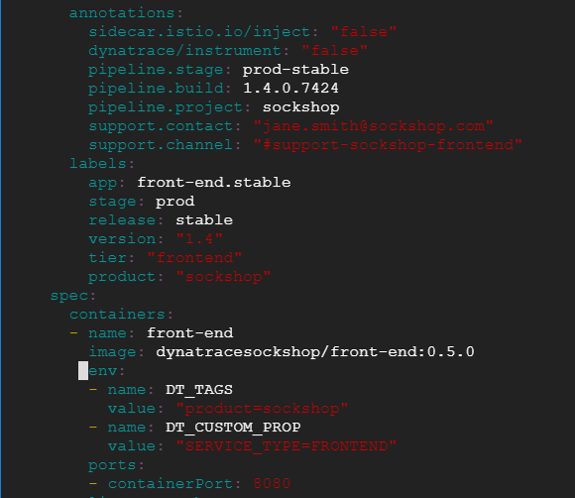 annotations:
sidecar.istio.io/inject: "false"
dynatrace/instrument: "false"
pipeline.stage: prod-stable
pipeline.build: 1.4.0.7424
pipeline.project: sockshop
support.contact: "jane.smith@sockshop.com"
support.channel: "#support-sockshop-frontend"
labels:
app: front-end.stable
stage: prod
release: stable
version: "1.4"
tier: "frontend"
product: "sockshop"
spec:
containers:
- name: front-end
image: dynatracesockshop/front-end:0.5.0
env:
- name: DT_TAGS
value: "product=sockshop"
- name: DT_CUSTOM_PROP
value: "SERVICE_TYPE=FRONTEND"
ports:
- containerPort: 8080